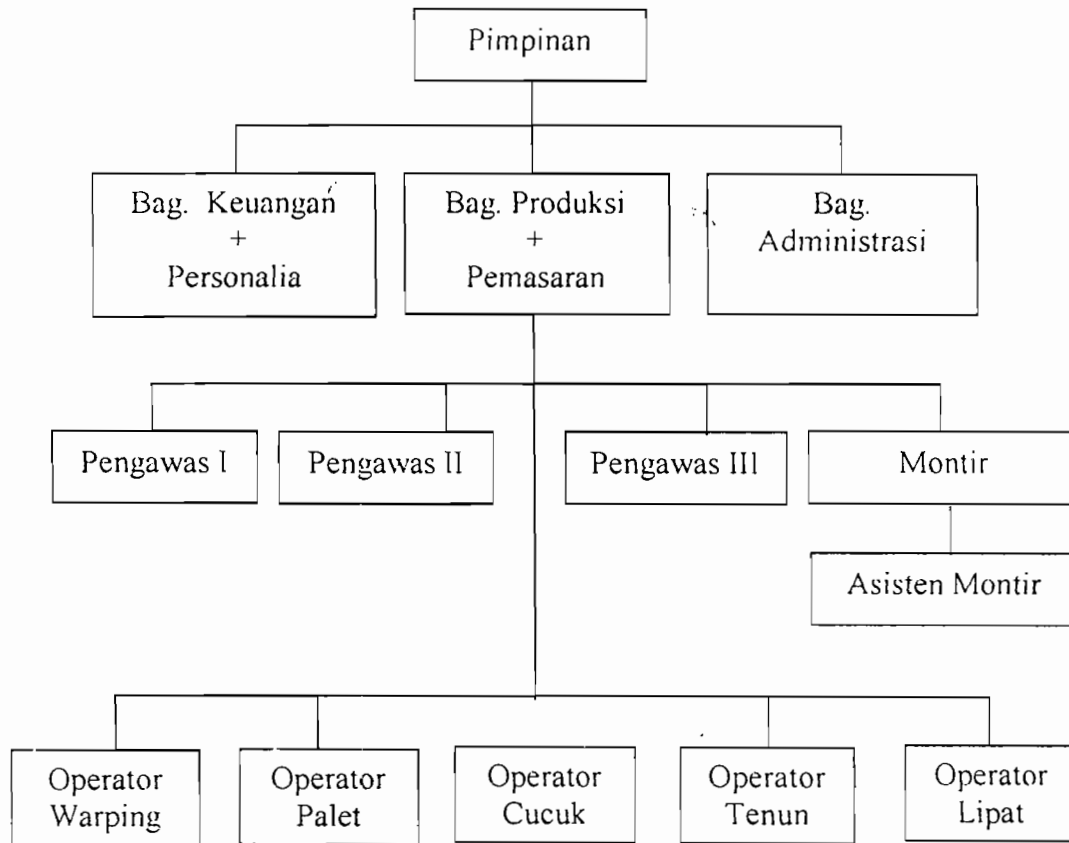 Pimpinan
Bag. Keuangan
+
Personalia
Bag. Produksi
+
Pemasaran
Bag.
Administrasi
Pengawas I
Pengawas II
Pengawas III
Montir
Asisten Montir
Operator
Warping
Operator
Palet
Operator
Cucuk
Operator
Tenun
Operator
Lipat